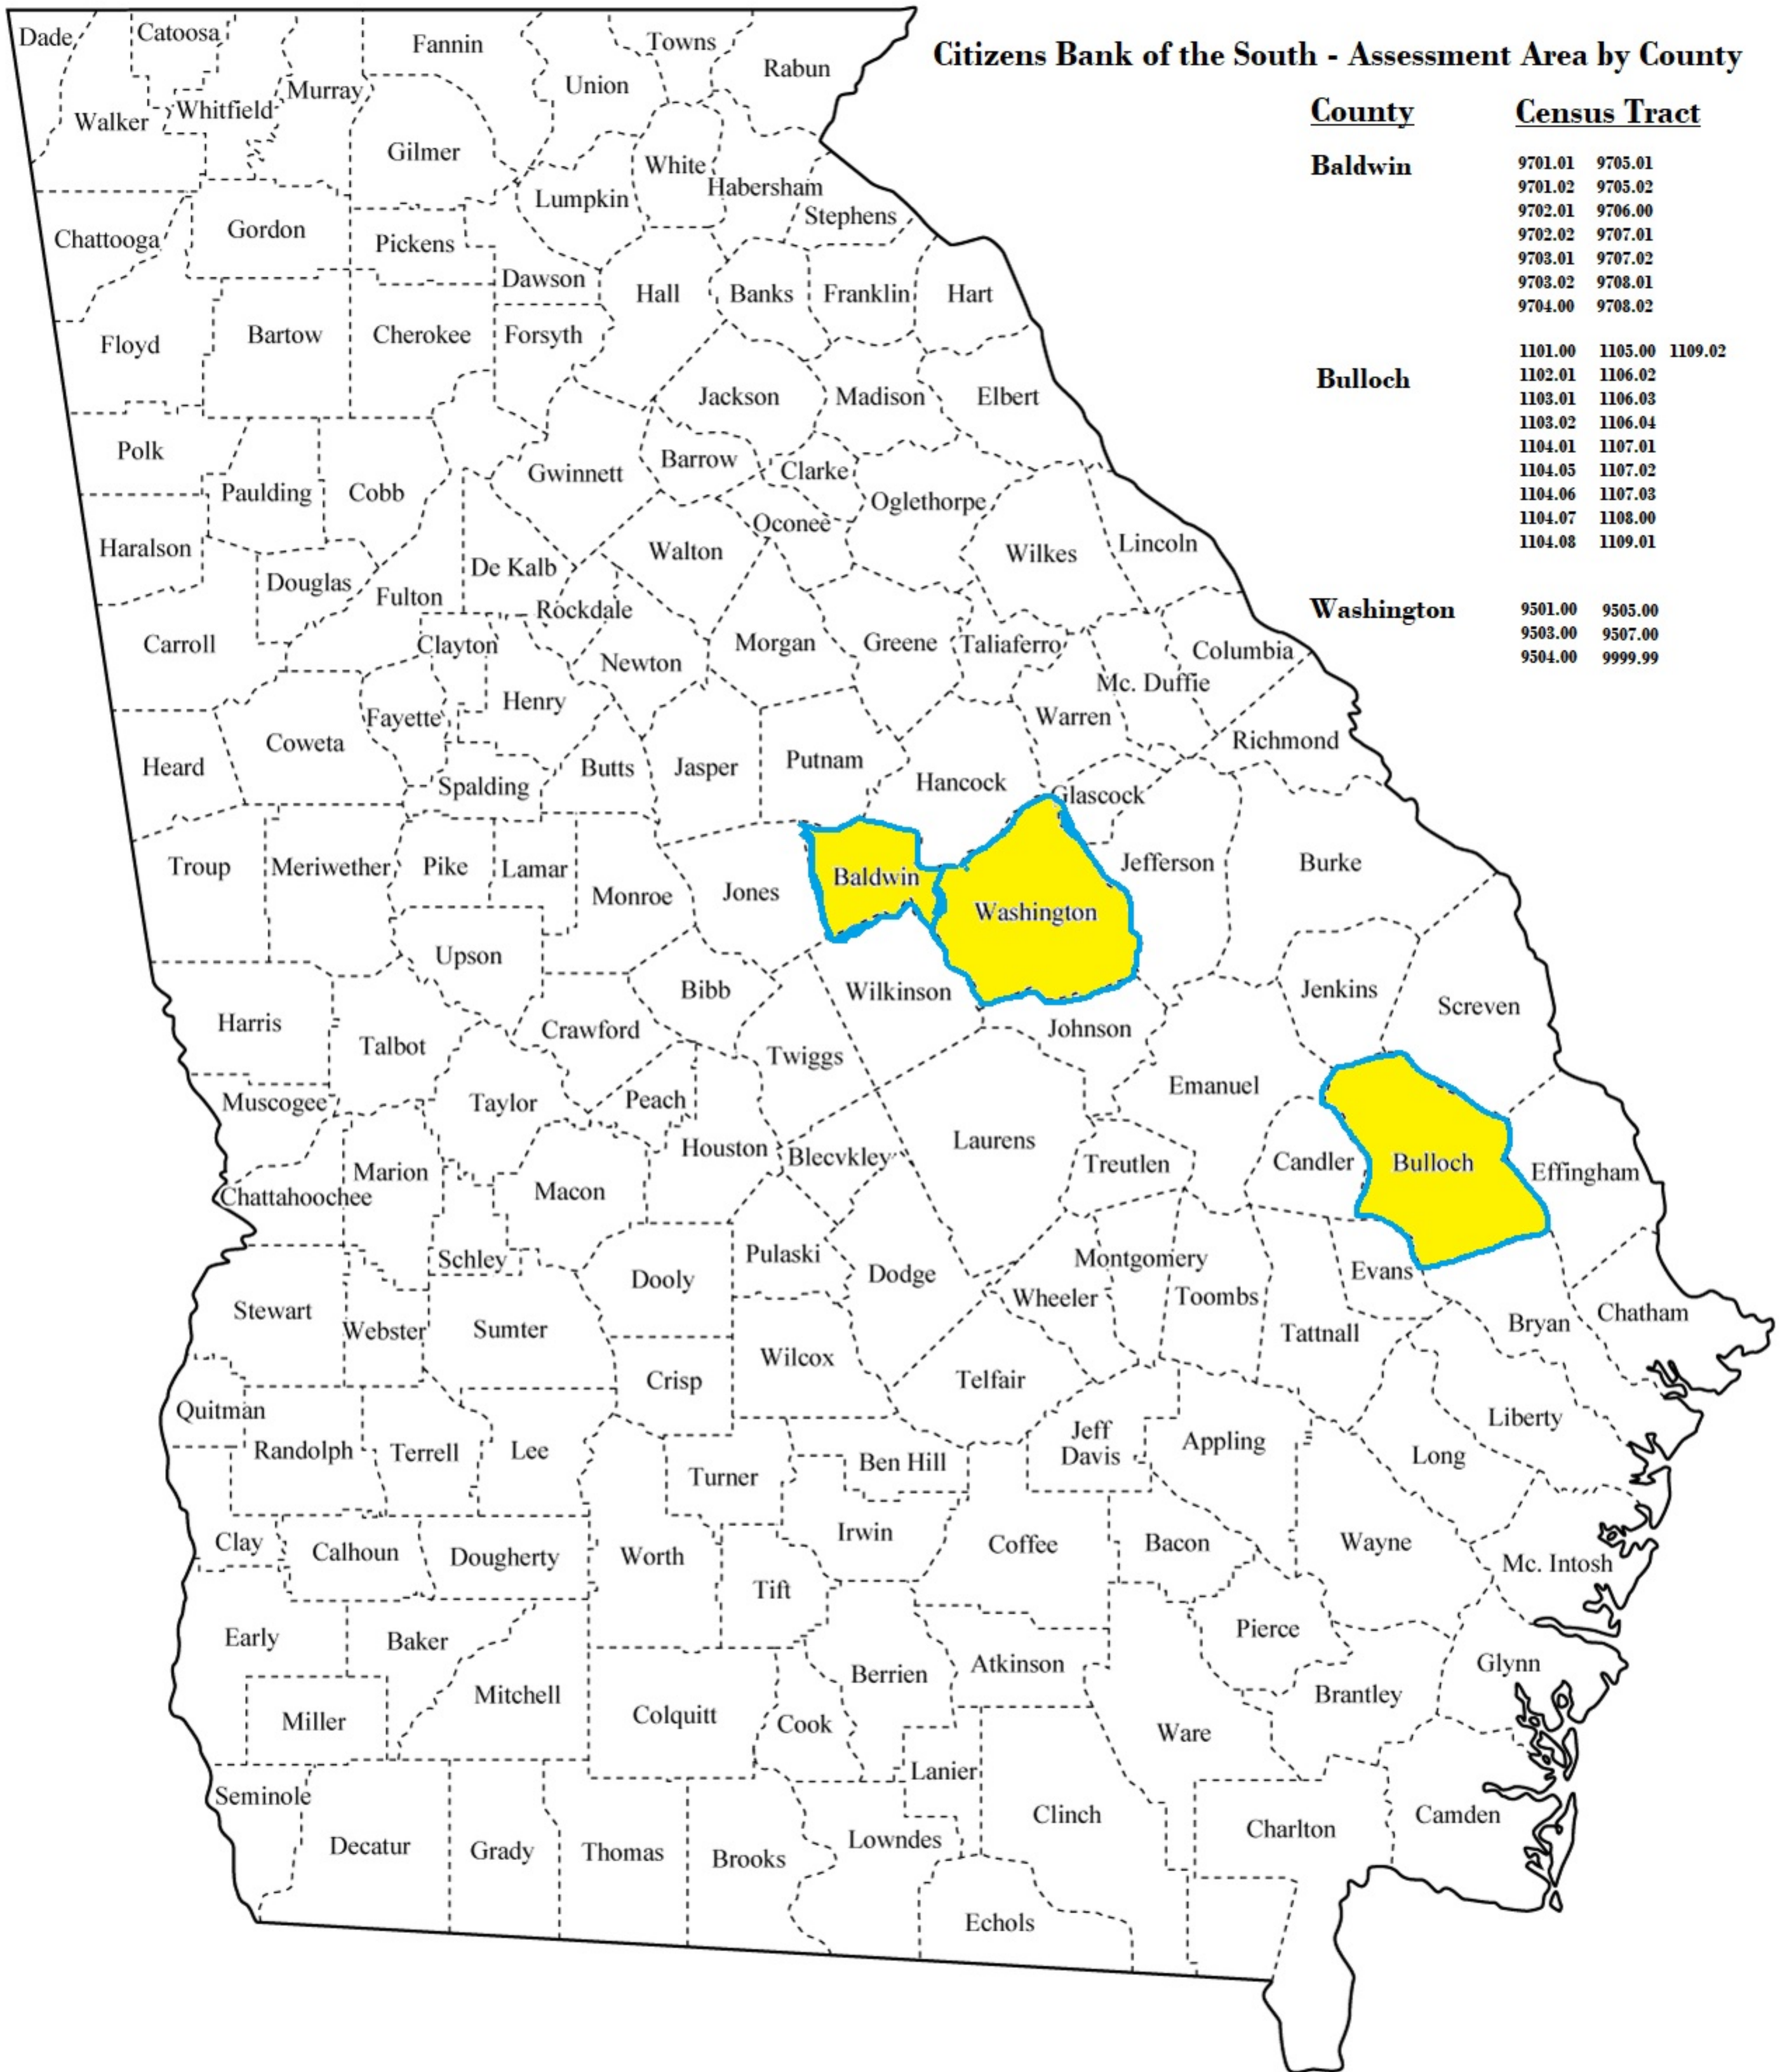 Citizens Bank of the South - Assessment Area by County
County Census Tract
Baldwin
9701.01 9705.01
9701.02 9705.02
9702.01 9706.00
9702.02 9707.01
9703.01 9707.02
9703.02 9708.01
9704.00 9708.02
Bulloch
1101.00 1105.00 1109.02
1102.01 1106.02
1103.01 1106.03
1103.02 1106.04
1104.01 1107.01
1104.05 1107.02
1104.06 1107.03
1104.07 1108.00
1104.08 1109.01
Washington
9501.00 9505.00
9503.00 9507.00
9504.00 9999.99
Dade
Catoosa
Fannin
Towns
Rabun
Union
Murray
Whitfield
Walker
Gilmer
White
Habersham
Lumpkin
Stephens
Chattooga
Gordon
Pickens
Dawson
Hall
Banks
Franklin
Hart
Floyd
Bartow
Cherokee
Forsyth
Jackson
Madison
Elbert
Polk
Paulding
Cobb
Gwinnett
Barrow
Clarke
Oglethorpe
Oconee
Haralson
Douglas
Fulton
De Kalb
Walton
Wilkes
Lincoln
Rockdale
Carroll
Clayton
Newton
Morgan
Greene
Taliaferro
Columbia
Mc. Duffie
Henry
Fayette
Warren
Coweta
Heard
Spalding
Butts
Jasper
Putnam
Hancock
Richmond
Glascock
Troup
Meriwether
Pike
Lamar
Monroe
Jones
Baldwin
Washington
Jefferson
Burke
Upson
Bibb
Wilkinson
Jenkins
Screven
Harris
Talbot
Crawford
Twiggs
Johnson
Emanuel
Muscogee
Taylor
Peach
Houston
Blecvkley
Laurens
Treutlen
Candler
Bulloch
Effingham
Marion
Chattahoochee
Macon
Schley
Dooly
Pulaski
Dodge
Montgomery
Wheeler
Toombs
Evans
Tattnall
Bryan
Chatham
Stewart
Webster
Sumter
Crisp
Wilcox
Telfair
Quitman
Randolph
Terrell
Lee
Turner
Ben Hill
Jeff
Davis
Appling
Long
Liberty
Clay
Calhoun
Dougherty
Worth
Tift
Irwin
Coffee
Bacon
Wayne
Mc. Intosh
Early
Baker
Mitchell
Miller
Colquitt
Cook
Berrien
Atkinson
Pierce
Brantley
Glynn
Ware
Lanier
Seminole
Decatur
Grady
Thomas
Brooks
Lowndes
Clinch
Charlton
Camden
Echols